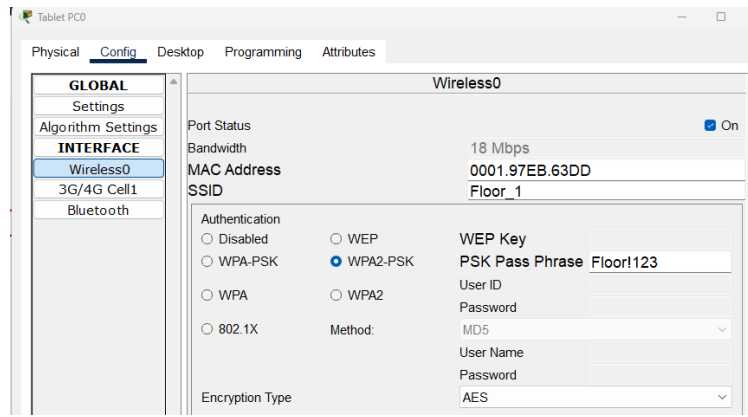 Tablet PC0
Physical Config Desktop Programming Attributes
GLOBAL
Settings
Algorithm Settings
INTERFACE
Wireless0
3G/4G Cell1
Bluetooth
Wireless0
Port Status On
Bandwidth 18 Mbps
MAC Address 0001.97EB.63DD
SSID Floor_1
Authentication
Disabled WEP WEP Key
WPA-PSK WPA2-PSK PSK Pass Phrase Floor!123
User ID
WPA WPA2
Password
802.1X Method: MD5
User Name
Password
Encryption Type AES